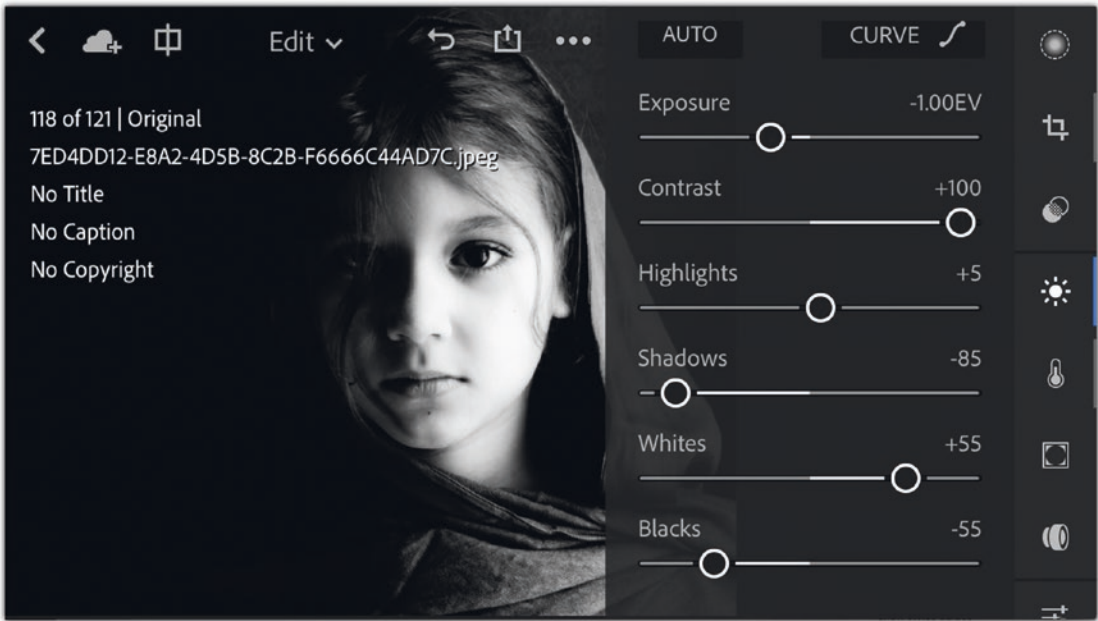 Edit
AUTO
CURVE
118 of 121 | Original
7ED4DD12-E8A2-4D5B-8C2B-F6666C44AD7C.jpeg
No Title
No Caption
No Copyright
Exposure -1.00EV
Contrast +100
Highlights +5
Shadows -85
Whites +55
Blacks -55